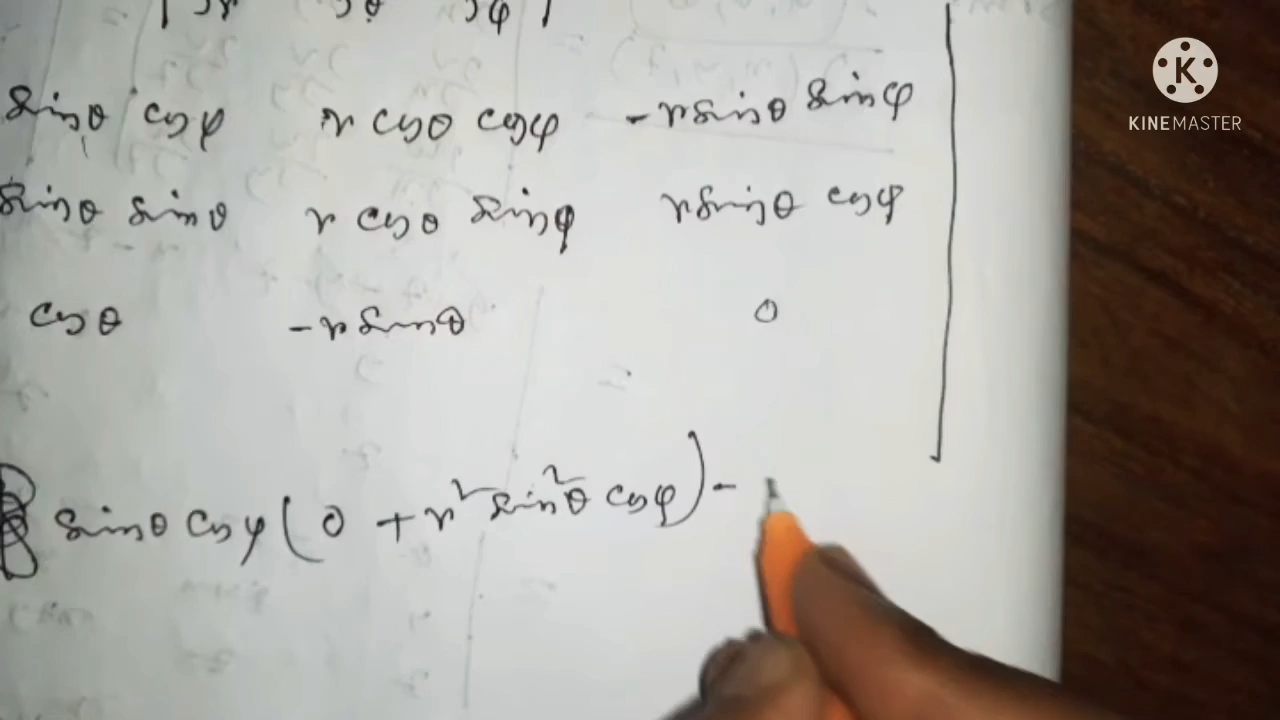 KINEMASTER
sinθ cosφ r cosθ cosφ -r sinθ sinφ
sinθ sinθ r cosθ sinφ r sinθ cosφ
cosθ -r sinθ 0
sinθ cosφ (0 + r² sin²θ cosφ) -